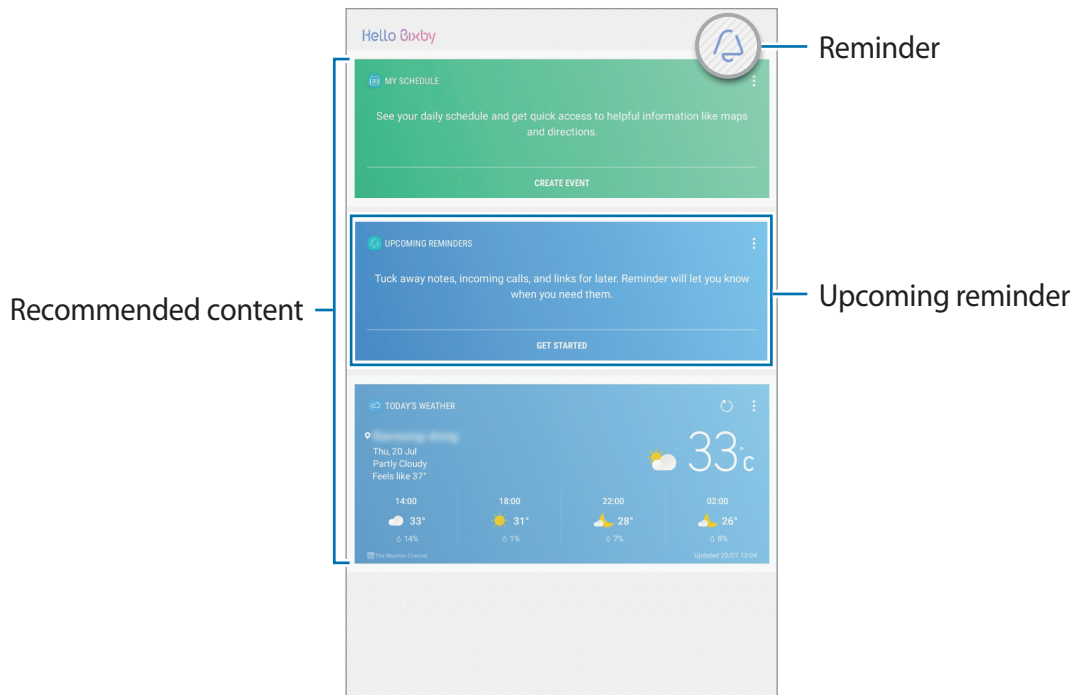 Hello Bixby
Reminder
MY SCHEDULE
See your daily schedule and get quick access to helpful information like maps
and directions.
CREATE EVENT
UPCOMING REMINDERS
Tuck away notes, incoming calls, and links for later. Reminder will let you know
when you need them.
GET STARTED
Recommended content
Upcoming reminder
TODAY'S WEATHER
Thu, 20 Jul
Partly Cloudy
Feels like 37°
33°c
14:00 18:00 22:00 02:00
33° 31° 28° 26°
14% 1% 7% 8%
The Weather Channel
Updated 20/07 13:04